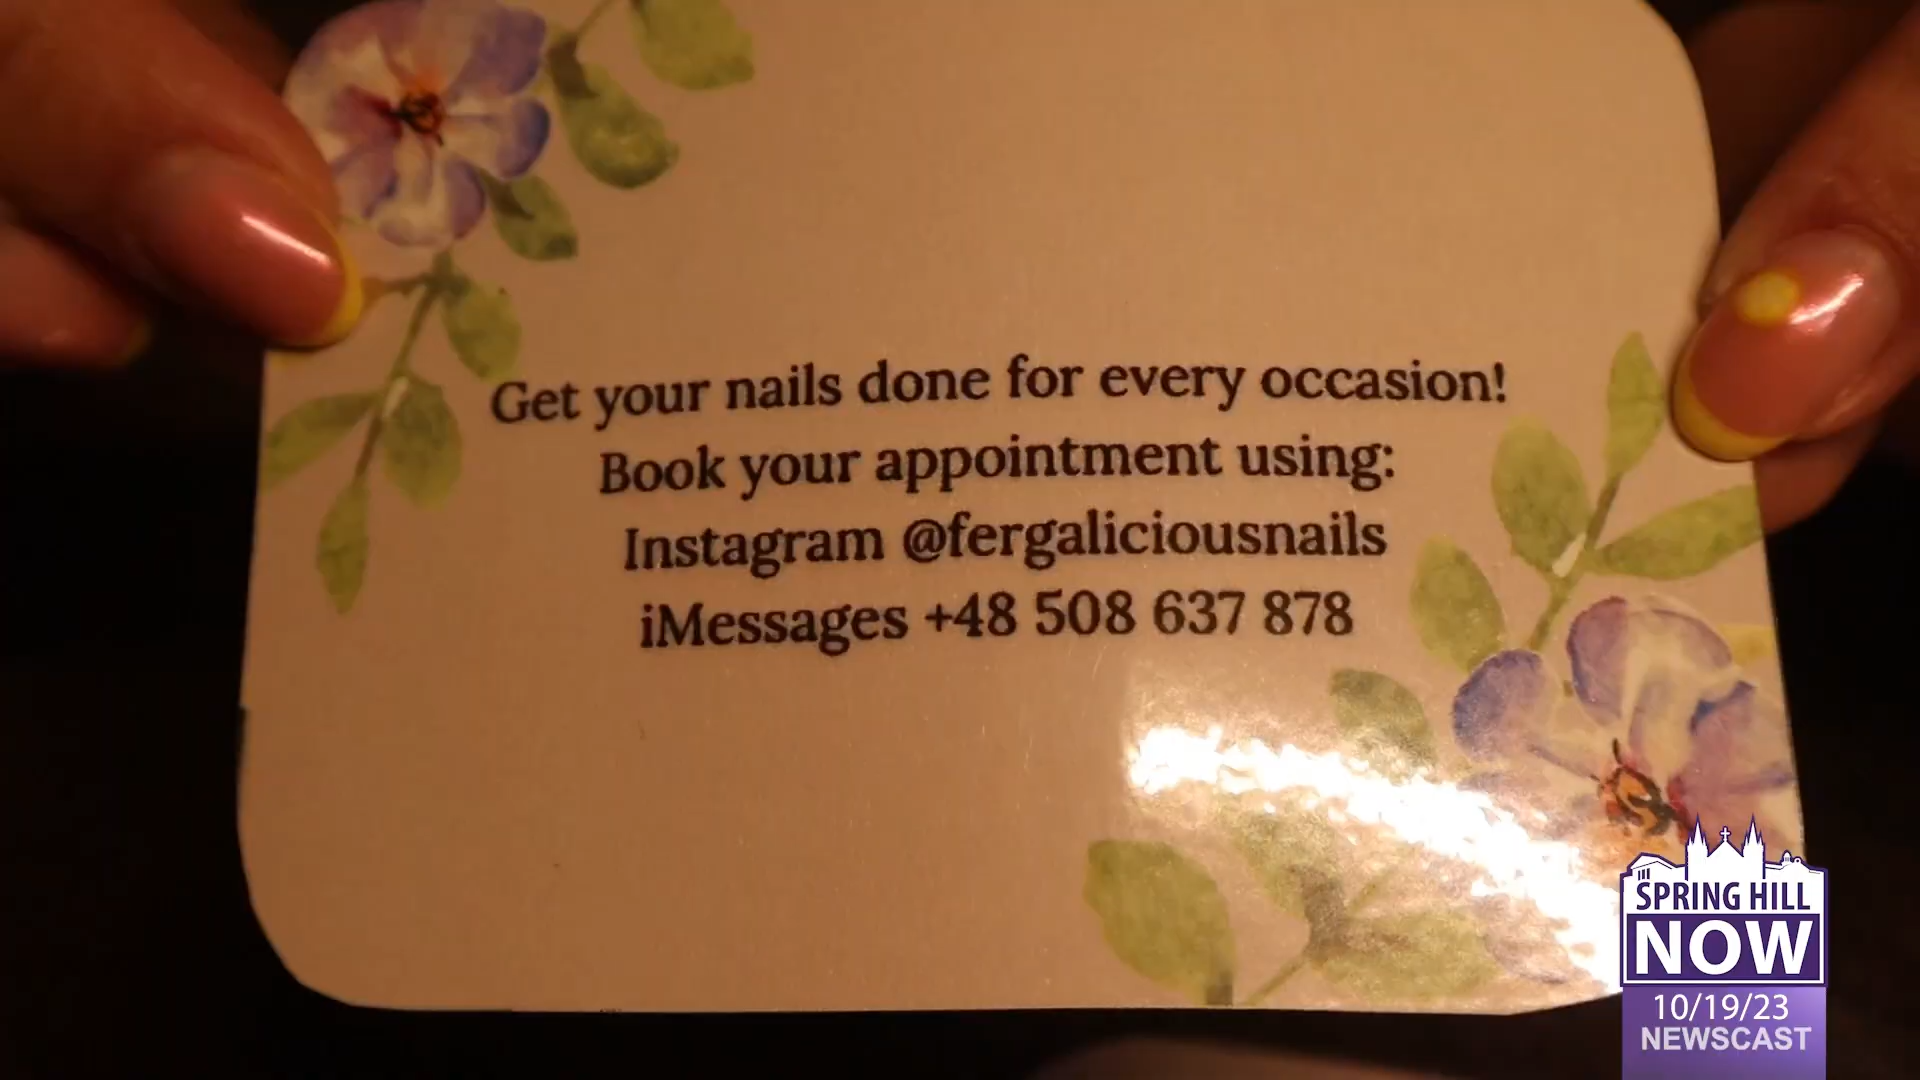 Get your nails done for every occasion!
Book your appointment using:
Instagram @fergaliciousnails
iMessages +48 508 637 878
SPRING HILL
NOW
10/19/23
NEWSCAST